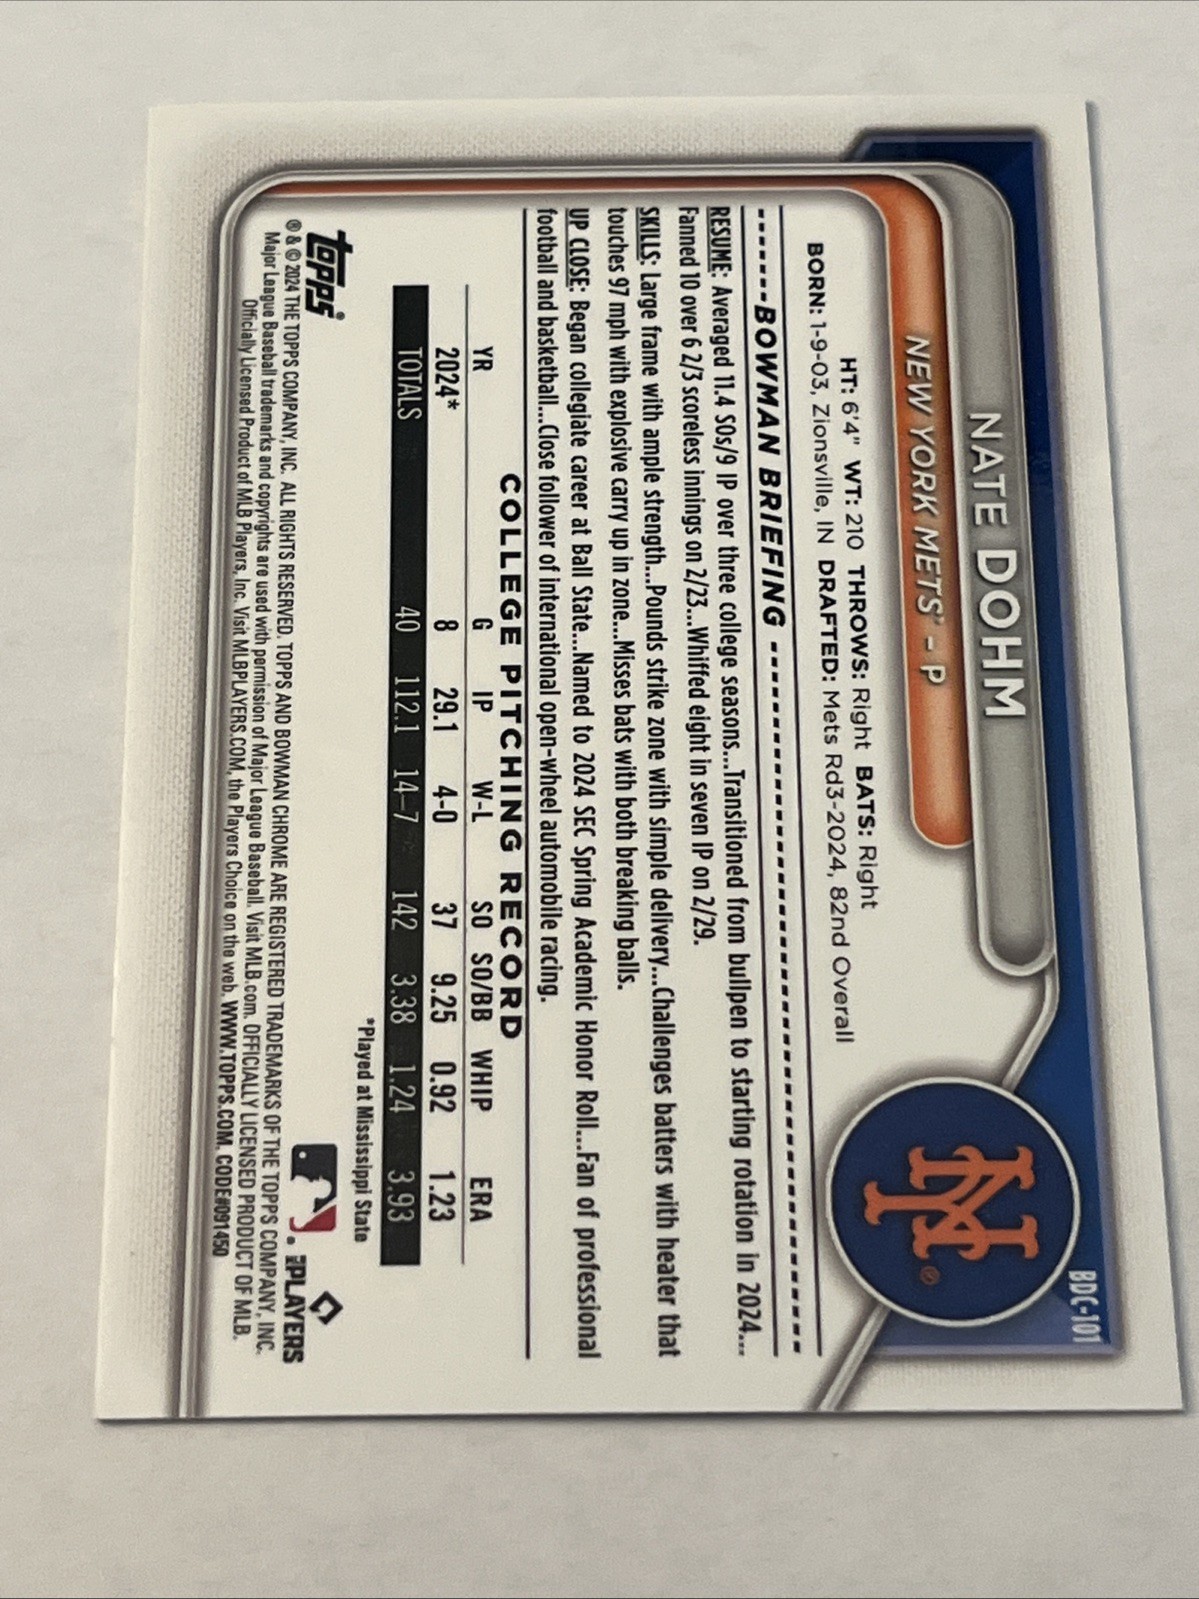 BDC-101
NATE DOHM
NEW YORK METS® - P
HT: 6'4" WT: 210 THROWS: Right BATS: Right
BORN: 1-9-03, Zionsville, IN DRAFTED: Mets Rd3-2024, 82nd Overall
BOWMAN BRIEFING
RESUME: Averaged 11.4 SOs/9 IP over three college seasons...Transitioned from bullpen to starting rotation in 2024...
Fanned 10 over 6 2/3 scoreless innings on 2/23...Whiffed eight in seven IP on 2/29.
SKILLS: Large frame with ample strength...Pounds strike zone with simple delivery...Challenges batters with heater that
touches 97 mph with explosive carry up in zone...Misses bats with both breaking balls.
UP CLOSE: Began collegiate career at Ball State...Named to 2024 SEC Spring Academic Honor Roll...Fan of professional
football and basketball...Close follower of international open-wheel automobile racing.
COLLEGE PITCHING RECORD
YR G IP W-L SO SO/BB WHIP ERA
2024* 8 29.1 4-0 37 9.25 0.92 1.23
TOTALS 40 112.1 14-7 142 3.38 1.24 3.93
*Played at Mississippi State
topps
PLAYERS
® & © 2024 THE TOPPS COMPANY, INC. ALL RIGHTS RESERVED. TOPPS AND BOWMAN CHROME ARE REGISTERED TRADEMARKS OF THE TOPPS COMPANY, INC.
Major League Baseball trademarks and copyrights are used with permission of Major League Baseball. Visit MLB.com. OFFICIALLY LICENSED PRODUCT OF MLB.
Officially Licensed Product of MLB Players, Inc. Visit MLBPLAYERS.COM, the Players Choice on the web. WWW.TOPPS.COM. CODE#091450